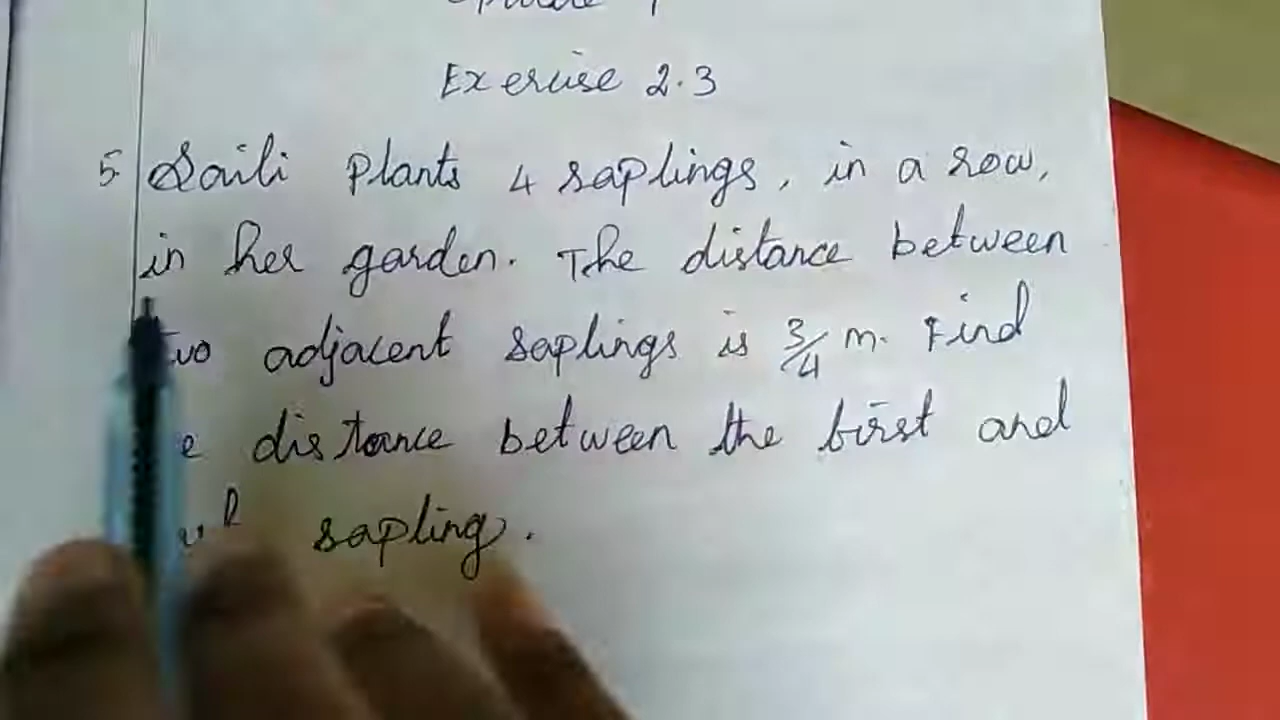 Exercise 2.3
5. Saili plants 4 saplings, in a row,
in her garden. The distance between
adjacent saplings is 3/4 m. Find
distance between the first and
sapling.